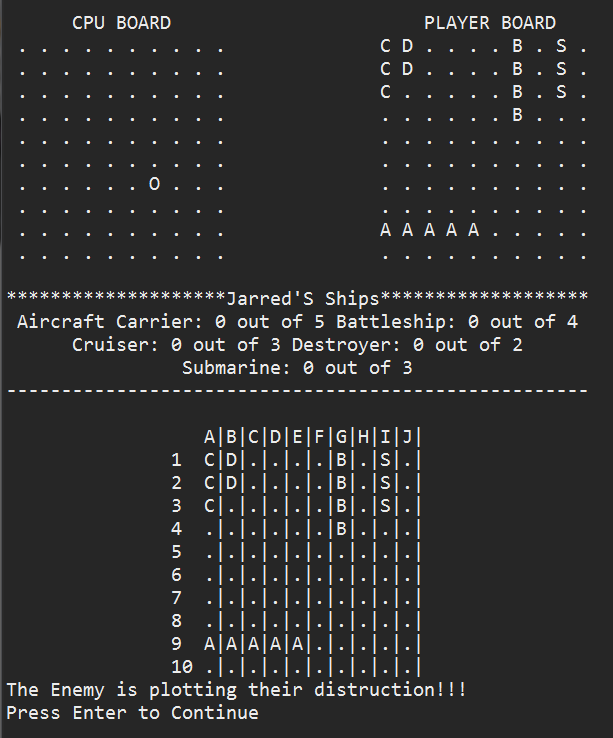 CPU BOARD                       PLAYER BOARD
. . . . . . . . . .              C D . . . . B . S .
. . . . . . . . . .              C D . . . . B . S .
. . . . . . . . . .              C . . . . . B . S .
. . . . . . . . . .              . . . . . . B . . .
. . . . . . . . . .              . . . . . . . . . .
. . . . . . . . . .              . . . . . . . . . .
. . . . . . O . . .              . . . . . . . . . .
. . . . . . . . . .              . . . . . . . . . .
. . . . . . . . . .              A A A A A . . . . .
. . . . . . . . . .              . . . . . . . . . .
********************Jarred'S Ships*******************
Aircraft Carrier: 0 out of 5 Battleship: 0 out of 4
Cruiser: 0 out of 3 Destroyer: 0 out of 2
Submarine: 0 out of 3
-----------------------------------------------------
A|B|C|D|E|F|G|H|I|J|
1  C|D|.|.|.|.|B|.|S|.|
2  C|D|.|.|.|.|B|.|S|.|
3  C|.|.|.|.|.|B|.|S|.|
4  .|.|.|.|.|.|B|.|.|.|
5  .|.|.|.|.|.|.|.|.|.|
6  .|.|.|.|.|.|.|.|.|.|
7  .|.|.|.|.|.|.|.|.|.|
8  .|.|.|.|.|.|.|.|.|.|
9  A|A|A|A|A|.|.|.|.|.|
10 .|.|.|.|.|.|.|.|.|.|
The Enemy is plotting their distruction!!!
Press Enter to Continue